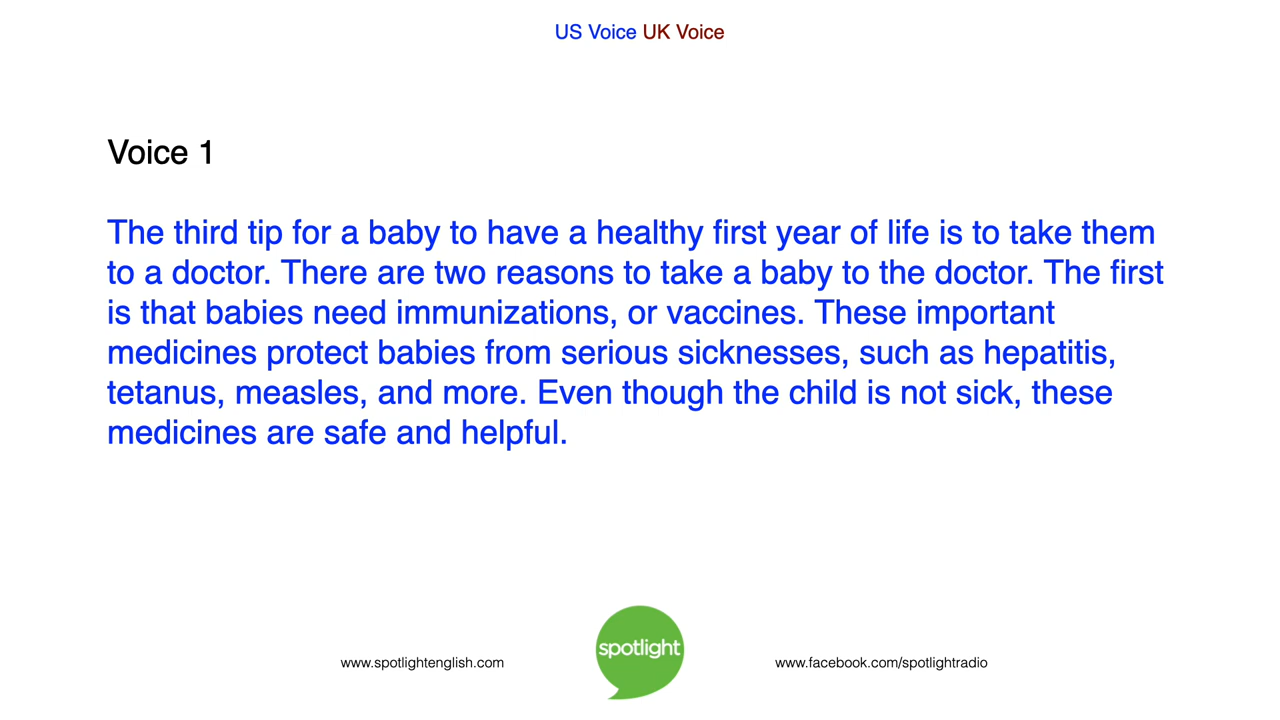 US Voice UK Voice
Voice 1
The third tip for a baby to have a healthy first year of life is to take them
to a doctor. There are two reasons to take a baby to the doctor. The first
is that babies need immunizations, or vaccines. These important
medicines protect babies from serious sicknesses, such as hepatitis,
tetanus, measles, and more. Even though the child is not sick, these
medicines are safe and helpful.
spotlight
www.spotlightenglish.com
www.facebook.com/spotlightradio